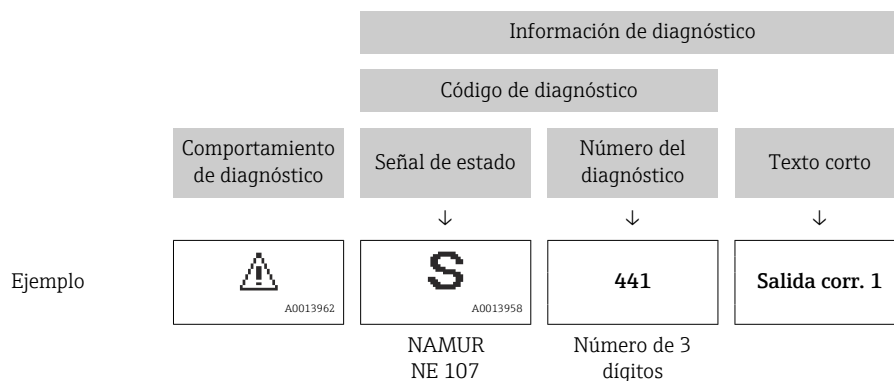 Información de diagnóstico
Código de diagnóstico
Comportamiento
de diagnóstico
Señal de estado
Número del
diagnóstico
Texto corto
↓ ↓ ↓
Ejemplo
⚠
A0013962
S
A0013958
441
Salida corr. 1
NAMUR
NE 107
Número de 3
dígitos